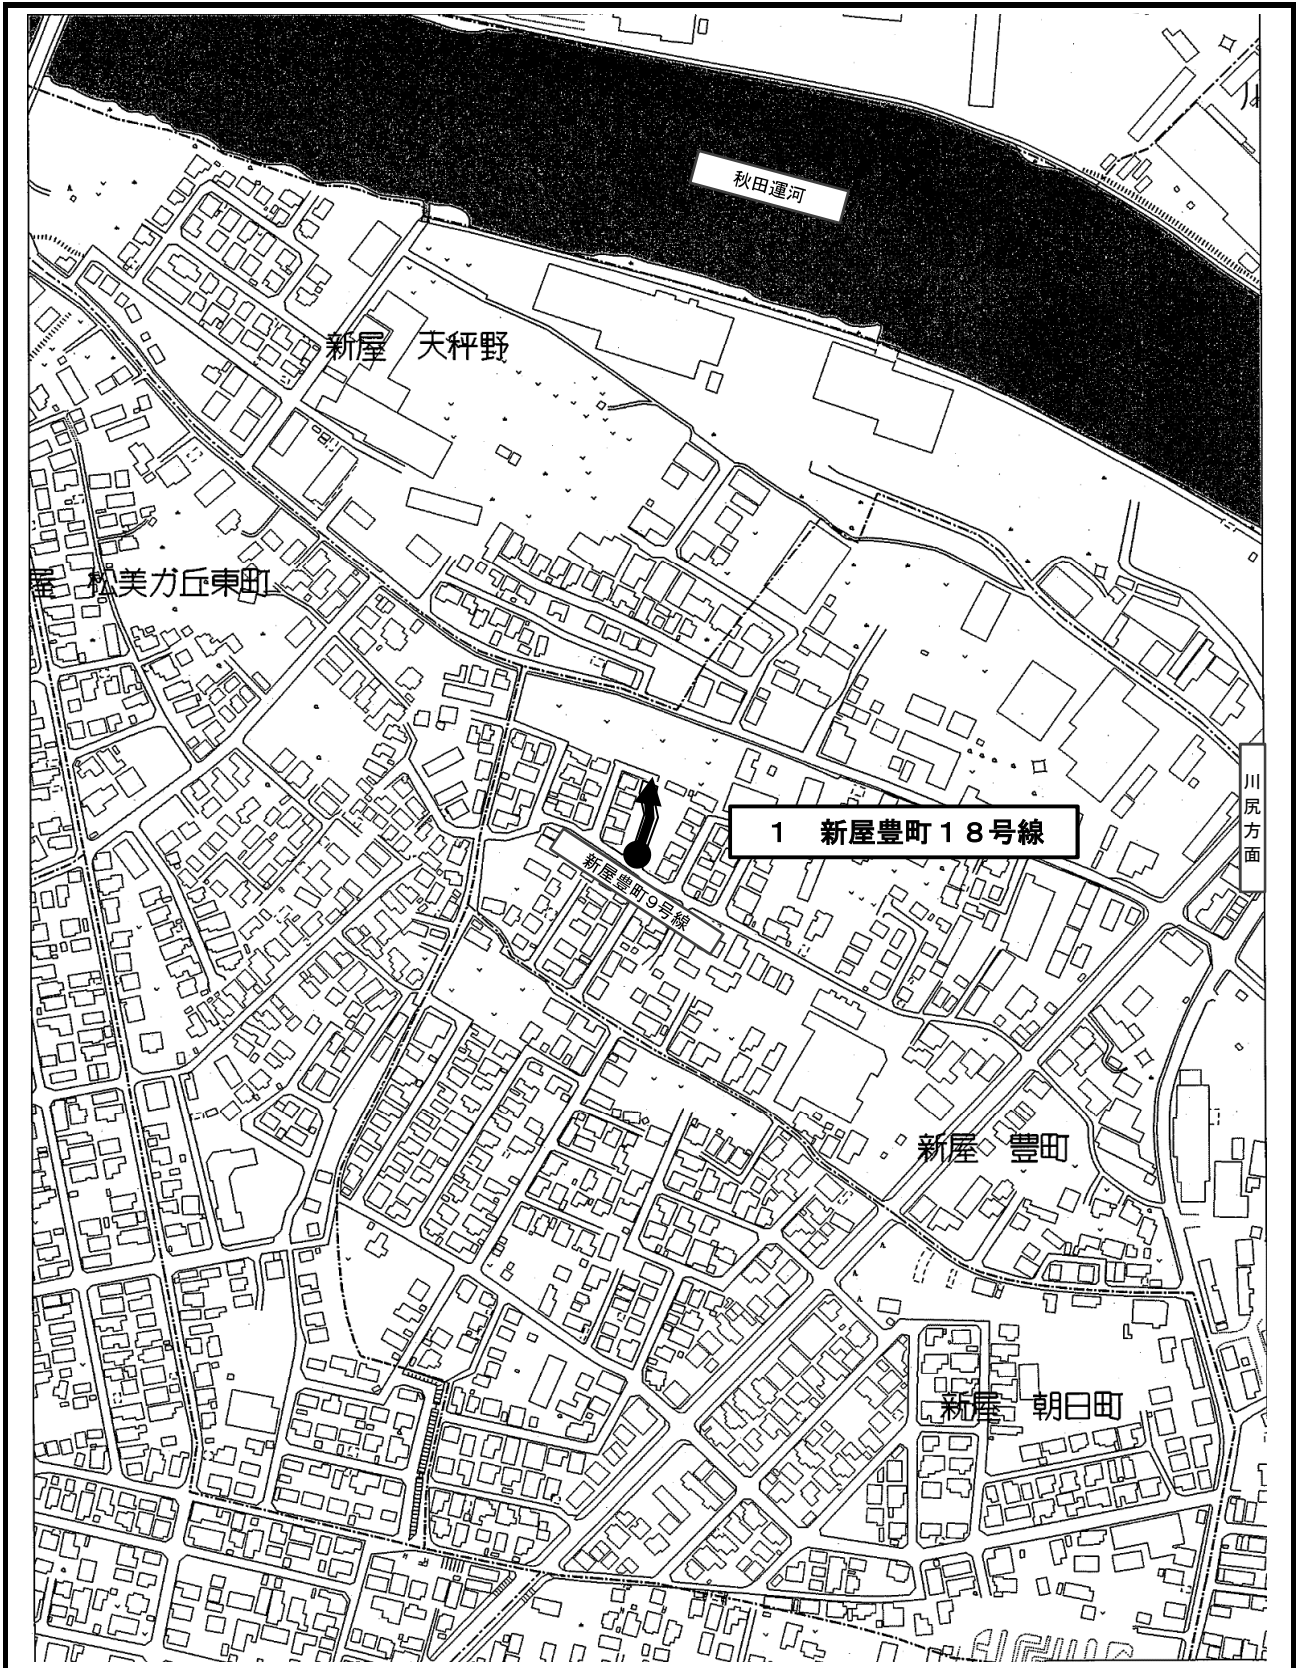 秋田運河
新屋 天秤野
屋 松美ガ丘東町
川尻方面
1 新屋豊町18号線
新屋豊町9号線
新屋 豊町
新屋 朝日町